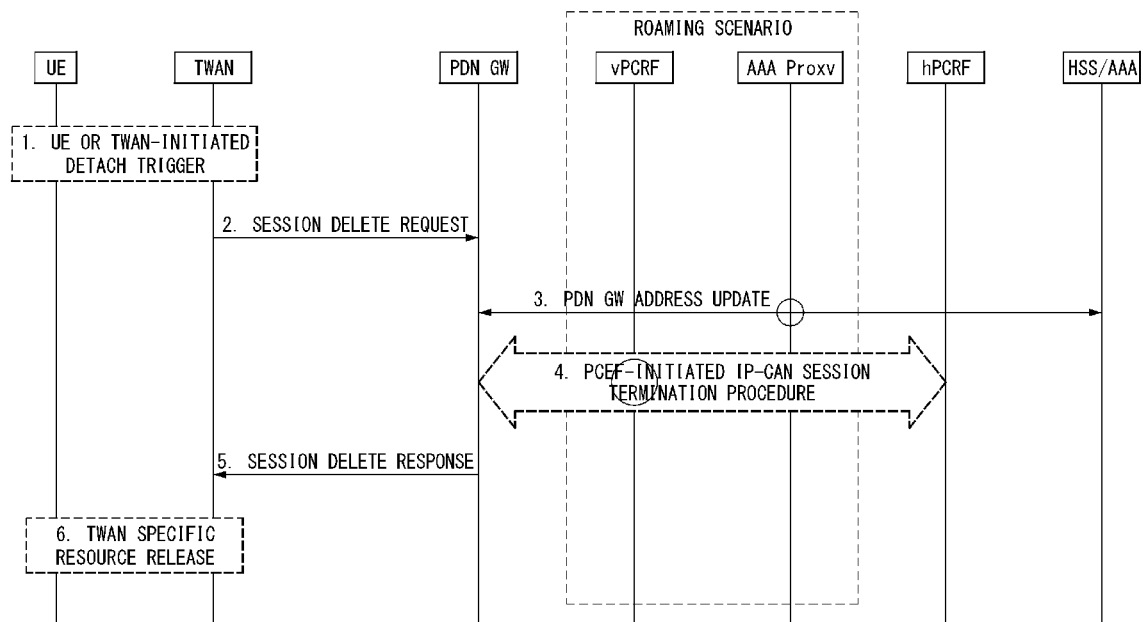 ROAMING SCENARIO
UE
TWAN
PDN GW
vPCRF
AAA Proxv
hPCRF
HSS/AAA
1. UE OR TWAN-INITIATED
DETACH TRIGGER
2. SESSION DELETE REQUEST
3. PDN GW ADDRESS UPDATE
4. PCEF-INITIATED IP-CAN SESSION
TERMINATION PROCEDURE
5. SESSION DELETE RESPONSE
6. TWAN SPECIFIC
RESOURCE RELEASE